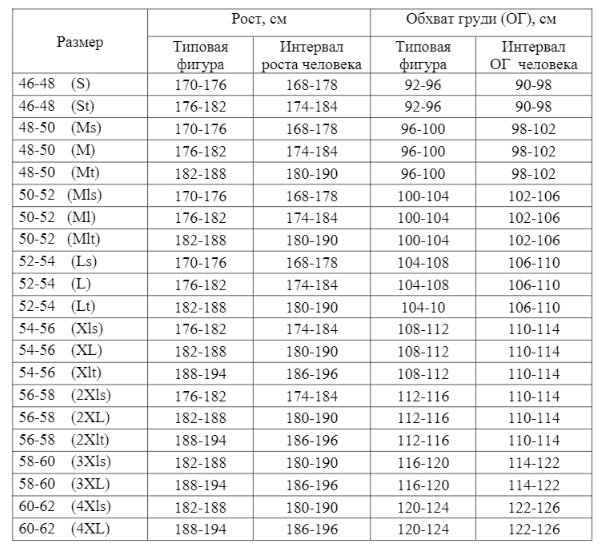 Размер Рост, см Обхват груди (ОГ), см
Типовая фигура Интервал роста человека Типовая фигура Интервал ОГ человека
46-48 (S) 170-176 168-178 92-96 90-98
46-48 (St) 176-182 174-184 92-96 90-98
48-50 (Ms) 170-176 168-178 96-100 98-102
48-50 (M) 176-182 174-184 96-100 98-102
48-50 (Mt) 182-188 180-190 96-100 98-102
50-52 (Mls) 170-176 168-178 100-104 102-106
50-52 (Ml) 176-182 174-184 100-104 102-106
50-52 (Mlt) 182-188 180-190 100-104 102-106
52-54 (Ls) 170-176 168-178 104-108 106-110
52-54 (L) 176-182 174-184 104-108 106-110
52-54 (Lt) 182-188 180-190 104-10 106-110
54-56 (Xls) 176-182 174-184 108-112 110-114
54-56 (XL) 182-188 180-190 108-112 110-114
54-56 (Xlt) 188-194 186-196 108-112 110-114
56-58 (2Xls) 176-182 174-184 112-116 110-114
56-58 (2XL) 182-188 180-190 112-116 110-114
56-58 (2Xlt) 188-194 186-196 112-116 110-114
58-60 (3Xls) 182-188 180-190 116-120 114-122
58-60 (3XL) 188-194 186-196 116-120 114-122
60-62 (4Xls) 182-188 180-190 120-124 122-126
60-62 (4XL) 188-194 186-196 120-124 122-126